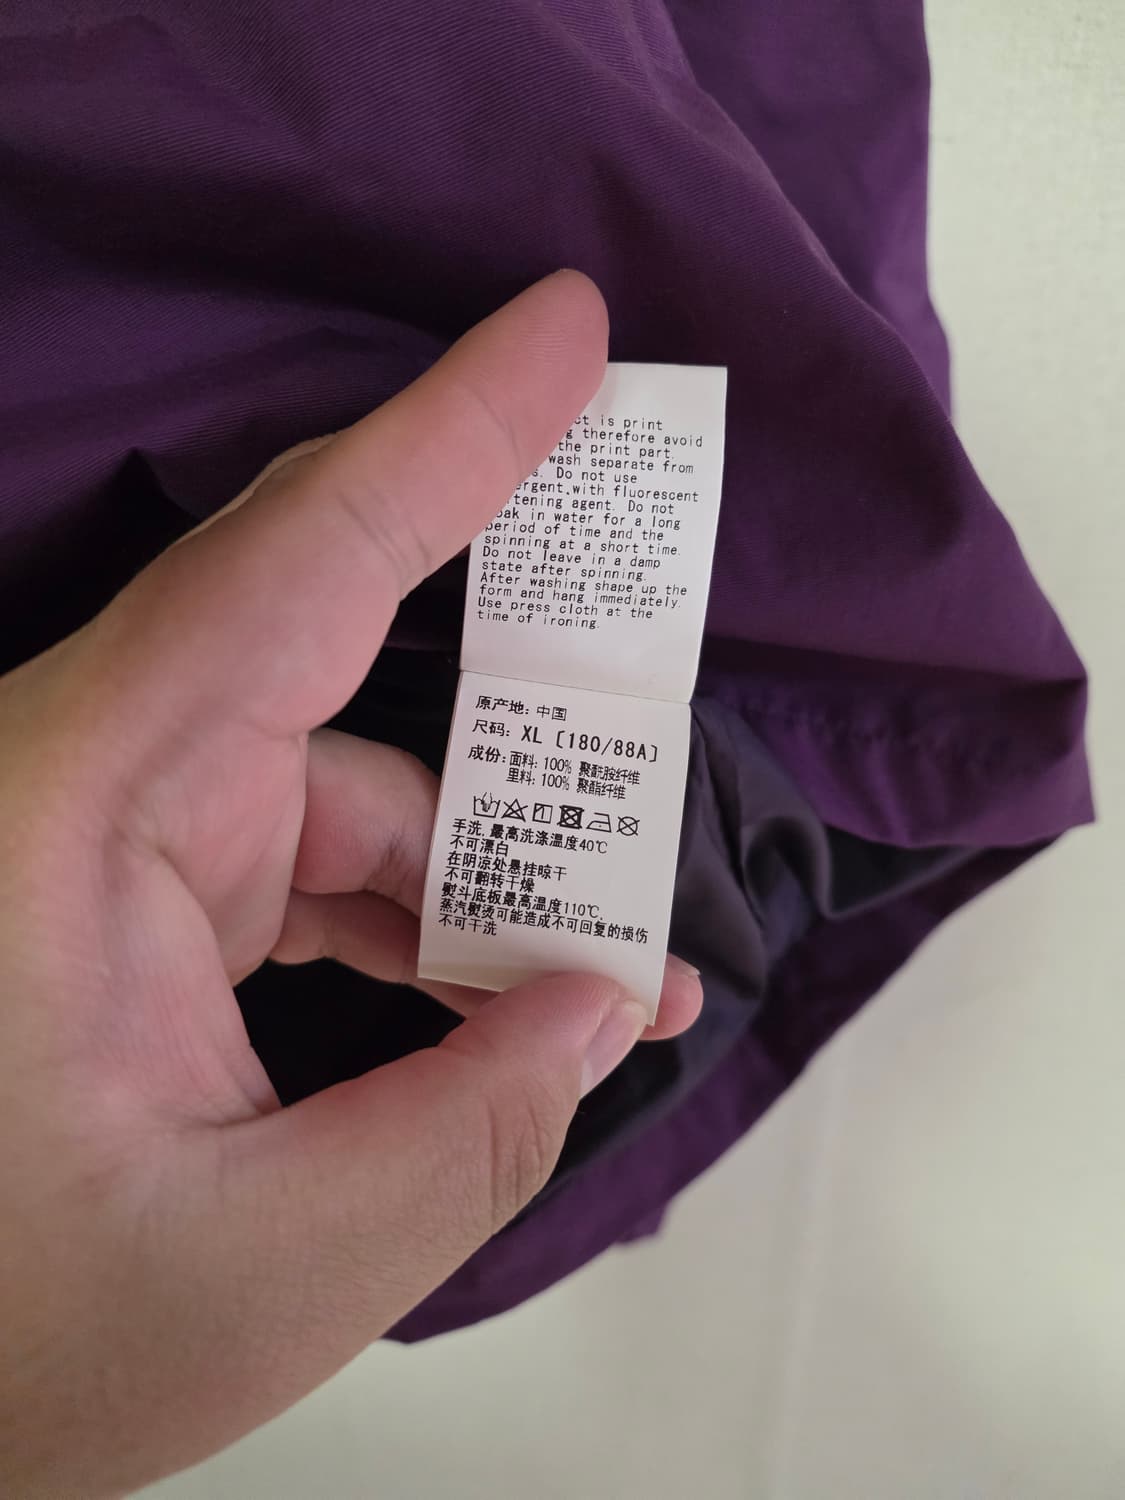 is print
therefore avoid
the print part.
wash separate from
Do not use
with fluorescent
agent. Do not
in water for a long
period of time and the
spinning at a short time.
Do not leave in a damp
state after spinning.
After washing shape up the
form and hang immediately.
Use press cloth at the
time of ironing.
原产地: 中国
尺码: XL [180/88A]
成份: 面料: 100% 聚酰胺纤维
里料: 100% 聚酯纤维
手洗, 最高洗涤温度40℃
不可漂白
在阴凉处悬挂晾干
不可翻转干燥
熨斗底板最高温度110℃,
蒸汽熨烫可能造成不可回复的损伤
不可干洗